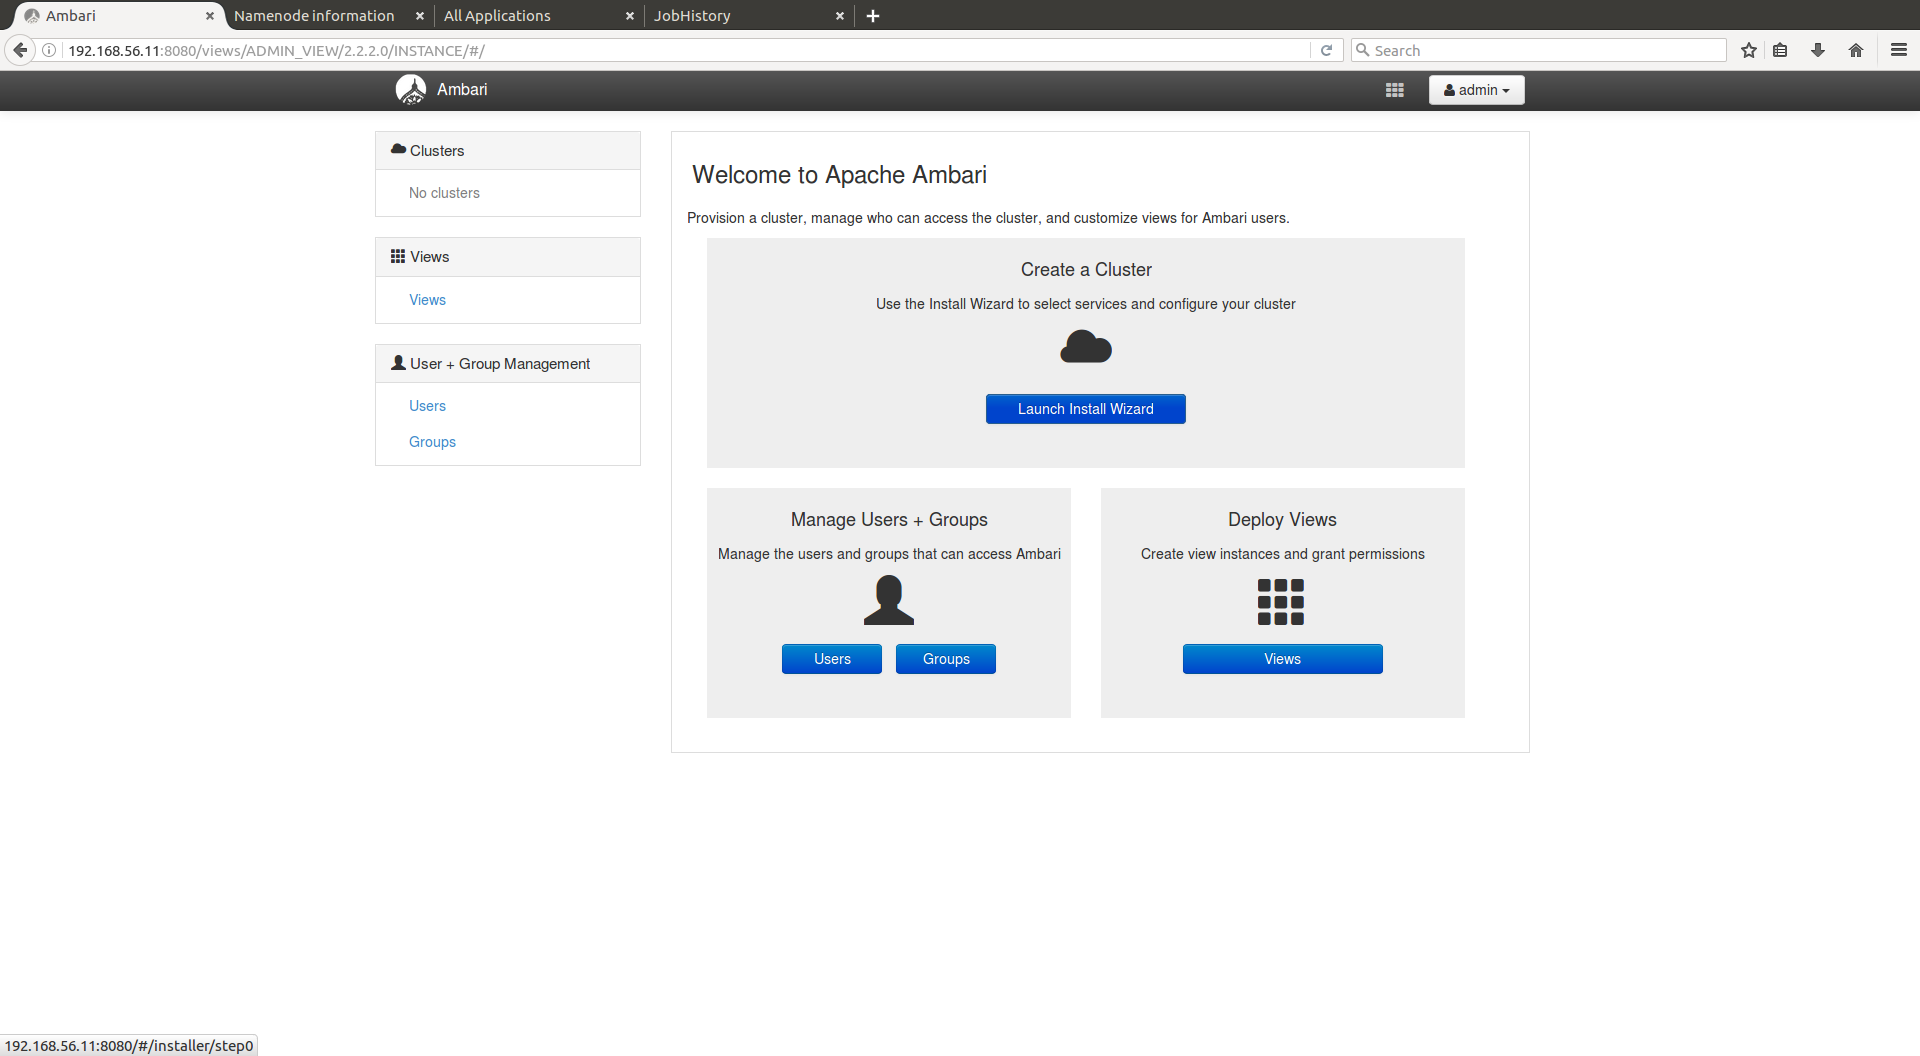 Ambari
Namenode information
All Applications
JobHistory
192.168.56.11:8080/views/ADMIN_VIEW/2.2.2.0/INSTANCE/#/
Search
Ambari
admin
Clusters
No clusters
Views
Views
User + Group Management
Users
Groups
Welcome to Apache Ambari
Provision a cluster, manage who can access the cluster, and customize views for Ambari users.
Create a Cluster
Use the Install Wizard to select services and configure your cluster
Launch Install Wizard
Manage Users + Groups
Manage the users and groups that can access Ambari
Users
Groups
Deploy Views
Create view instances and grant permissions
Views
192.168.56.11:8080/#/installer/step0